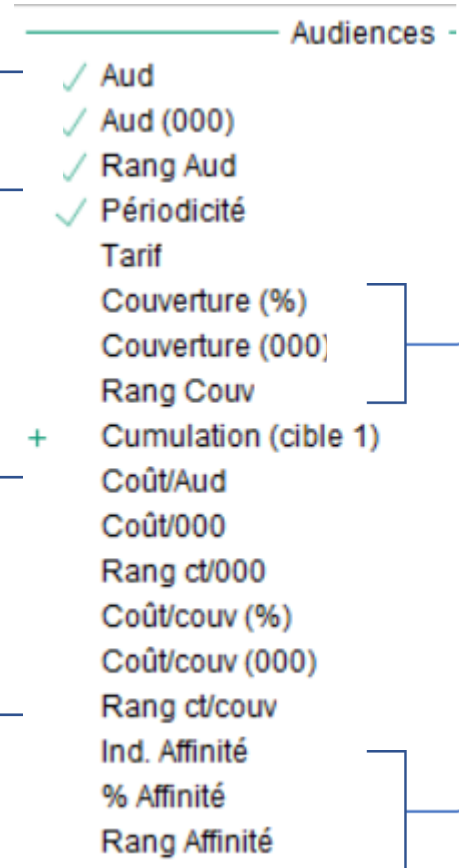 Audiences
Aud
Aud (000)
Rang Aud
Périodicité
Tarif
Couverture (%)
Couverture (000)
Rang Couv
+ Cumulation (cible 1)
Coût/Aud
Coût/000
Rang ct/000
Coût/couv (%)
Coût/couv (000)
Rang ct/couv
Ind. Affinité
% Affinité
Rang Affinité